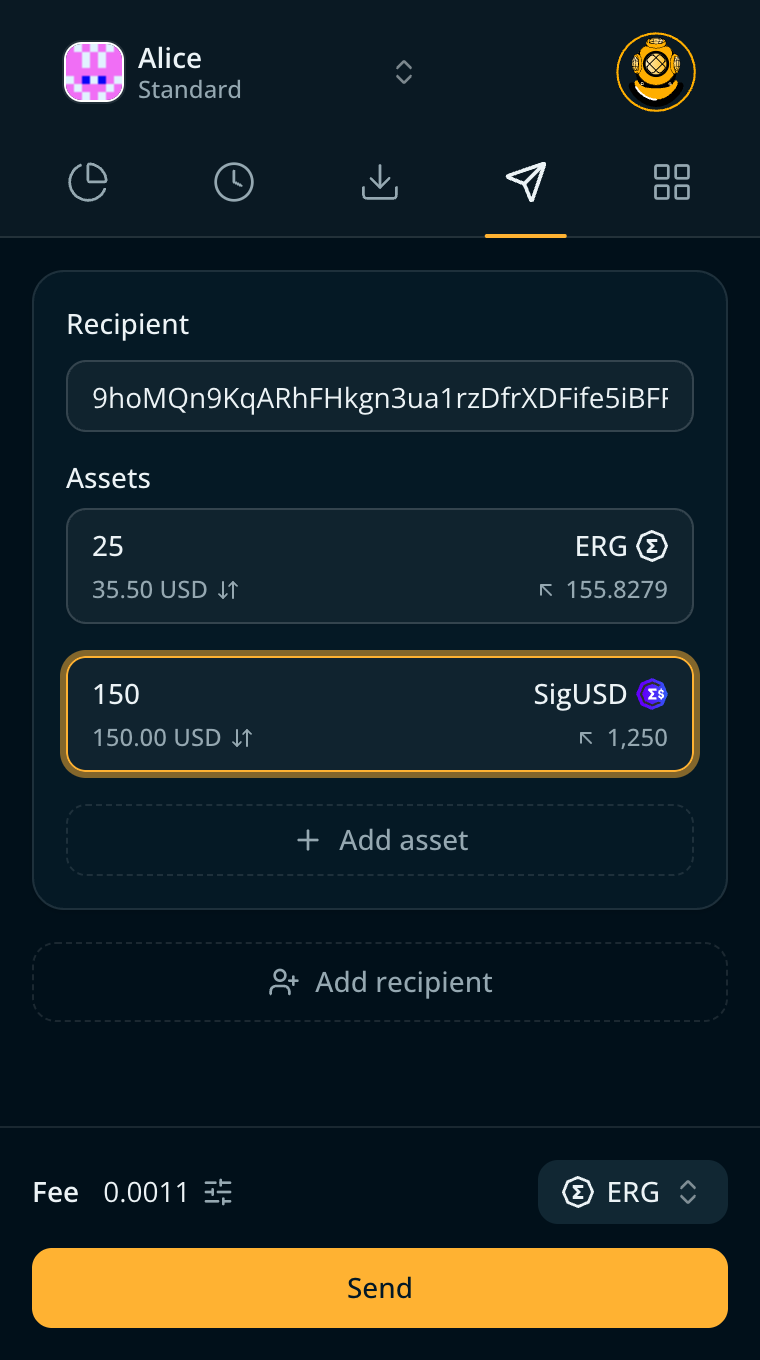 Alice
Standard
Recipient
9hoMQn9KqARhFHkgn3ua1rzDfrXDFife5iBFF
Assets
25 ERG
35.50 USD 155.8279
150 SigUSD
150.00 USD 1,250
Add asset
Add recipient
Fee 0.0011 ERG
Send